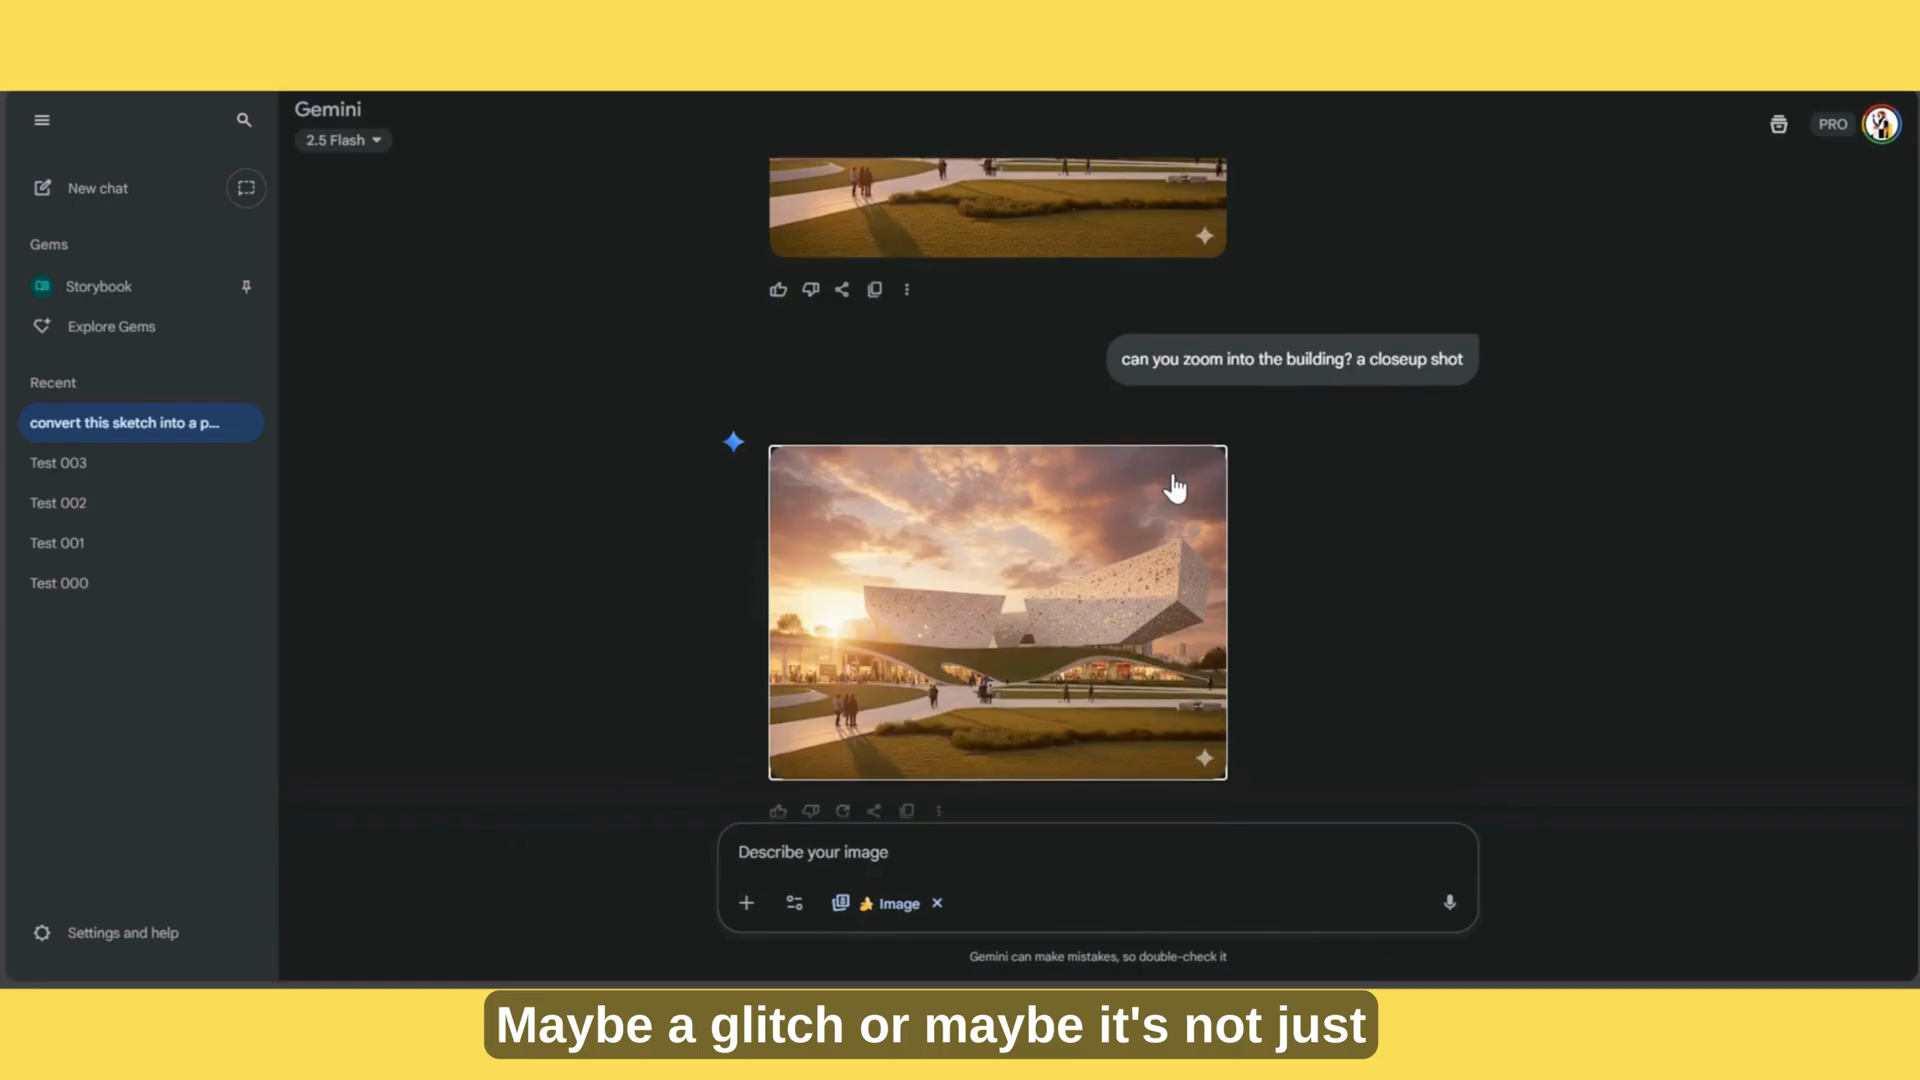 Gemini
2.5 Flash
PRO
New chat
Gems
Storybook
Explore Gems
Recent
convert this sketch into a p...
Test 003
Test 002
Test 001
Test 000
Settings and help
can you zoom into the building? a closeup shot
Describe your image
Image
Gemini can make mistakes, so double-check it
Maybe a glitch or maybe it's not just